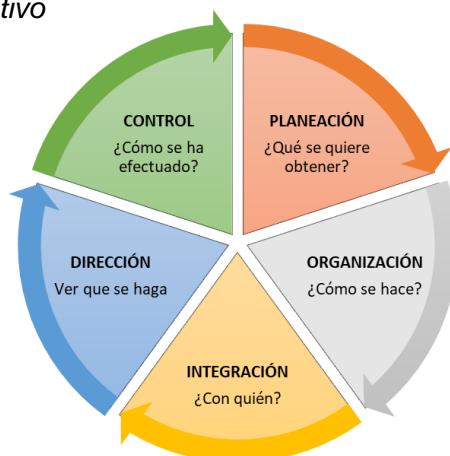 tivo
CONTROL
¿Cómo se ha
efectuado?
PLANEACIÓN
¿Qué se quiere
obtener?
DIRECCIÓN
Ver que se haga
ORGANIZACIÓN
¿Cómo se hace?
INTEGRACIÓN
¿Con quién?